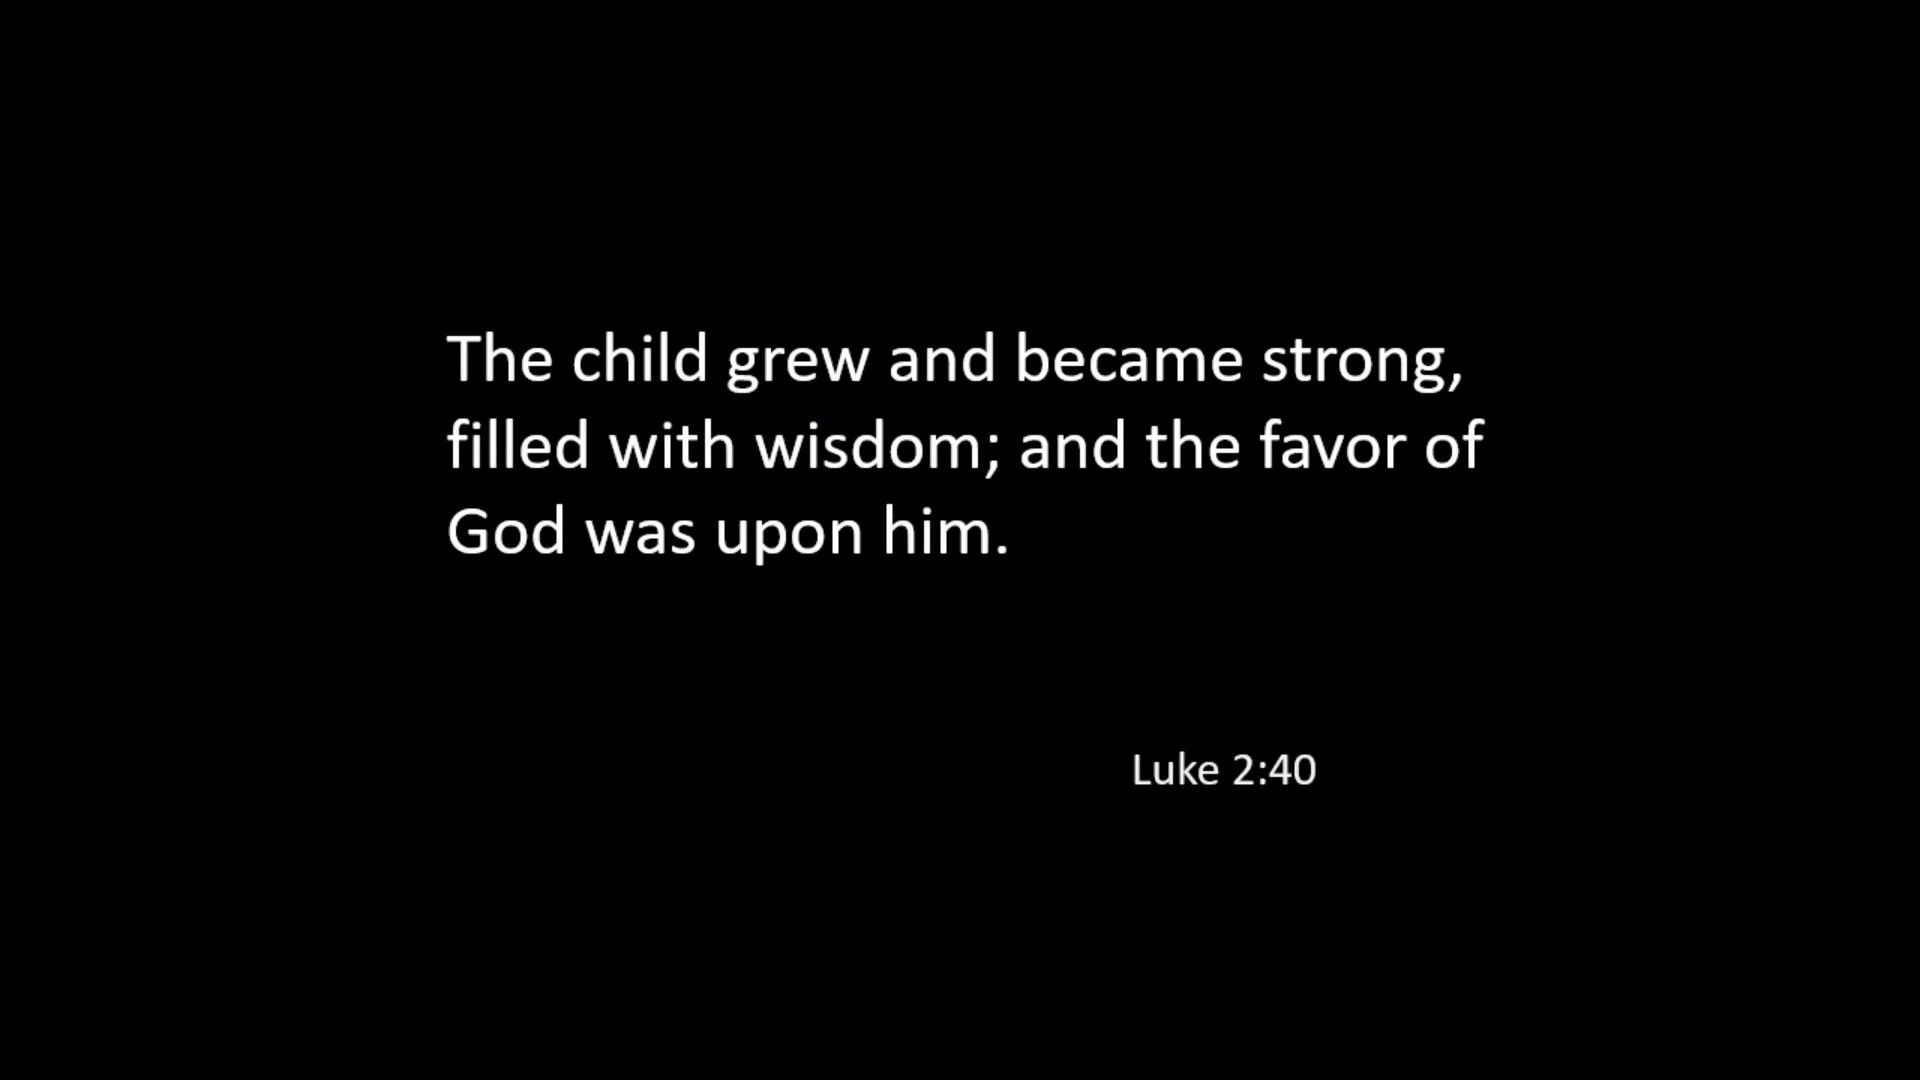 The child grew and became strong,
filled with wisdom; and the favor of
God was upon him.
Luke 2:40